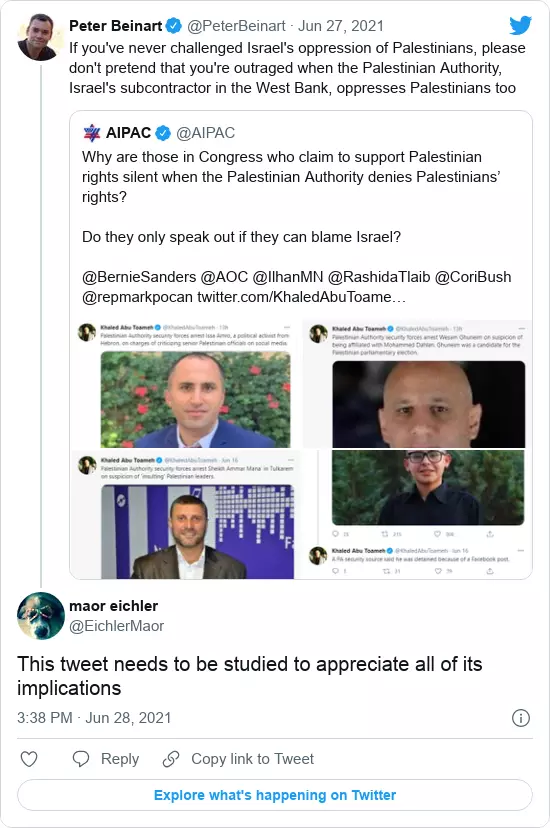 Peter Beinart @PeterBeinart · Jun 27, 2021
If you've never challenged Israel's oppression of Palestinians, please
don't pretend that you're outraged when the Palestinian Authority,
Israel's subcontractor in the West Bank, oppresses Palestinians too
AIPAC @AIPAC
Why are those in Congress who claim to support Palestinian
rights silent when the Palestinian Authority denies Palestinians’
rights?
Do they only speak out if they can blame Israel?
@BernieSanders @AOC @IlhanMN @RashidaTlaib @CoriBush
@repmarkpocan twitter.com/KhaledAbuToame…
Khaled Abu Toameh @KhaledAbuToameh · 13h
Palestinian Authority security forces arrest Issa Amro, a political activist from
Hebron, on charges of criticizing senior Palestinian officials on social media.
Khaled Abu Toameh @KhaledAbuToameh
Palestinian Authority security forces arrest Wesam Ghuneim on suspicion of
being affiliated with Mohammed Dahlan. Ghuneim was a candidate for the
Palestinian parliamentary election.
Khaled Abu Toameh @KhaledAbuToameh · Jun 16
Palestinian Authority security forces arrest Sheikh Ammar Mana' in Tulkarem
on suspicion of 'insulting' Palestinian leaders.
Khaled Abu Toameh @KhaledAbuToameh · Jun 16
A PA security source said he was detained because of a Facebook post.
maor eichler
@EichlerMaor
This tweet needs to be studied to appreciate all of its
implications
3:38 PM · Jun 28, 2021
Reply Copy link to Tweet
Explore what's happening on Twitter